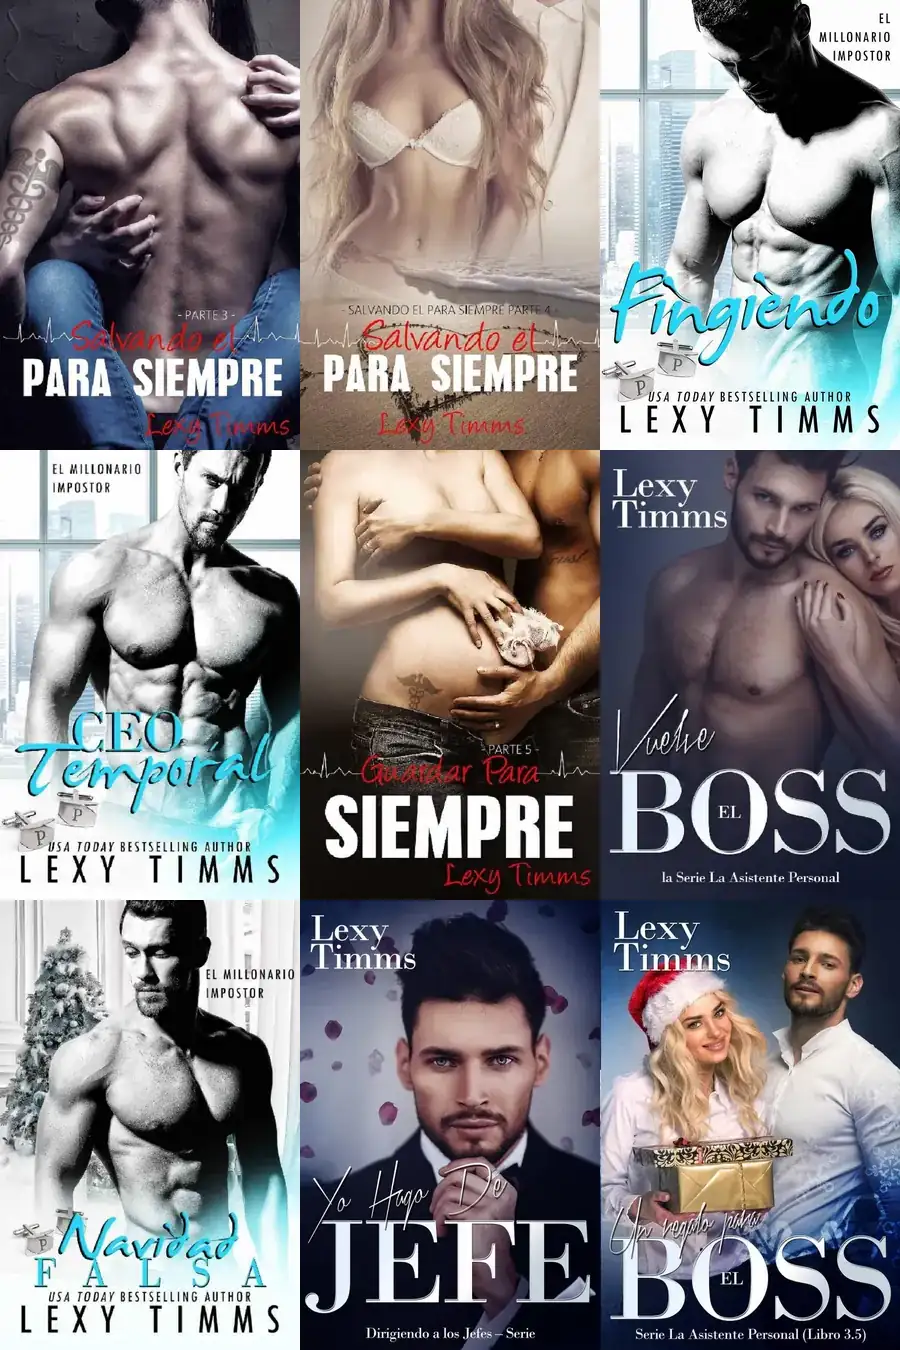 - PARTE 3 -
Salvando el
PARA SIEMPRE
Lexy Timms
- SALVANDO EL PARA SIEMPRE PARTE 4 -
Salvando el
PARA SIEMPRE
Lexy Timms
EL
MILLONARIO
IMPOSTOR
Fingiendo
P P
USA TODAY BESTSELLING AUTHOR
LEXY TIMMS
EL MILLONARIO
IMPOSTOR
CEO
Temporal
P P
USA TODAY BESTSELLING AUTHOR
LEXY TIMMS
- PARTE 5 -
Guardar Para
SIEMPRE
Lexy Timms
Lexy
Timms
Vuelve
EL
BOSS
la Serie La Asistente Personal
EL MILLONARIO
IMPOSTOR
Navidad
FALSA
P
USA TODAY BESTSELLING AUTHOR
LEXY TIMMS
Lexy
Timms
Yo Hago De
JEFE
Dirigiendo a los Jefes – Serie
Lexy
Timms
Un regalo para
EL
BOSS
Serie La Asistente Personal (Libro 3.5)